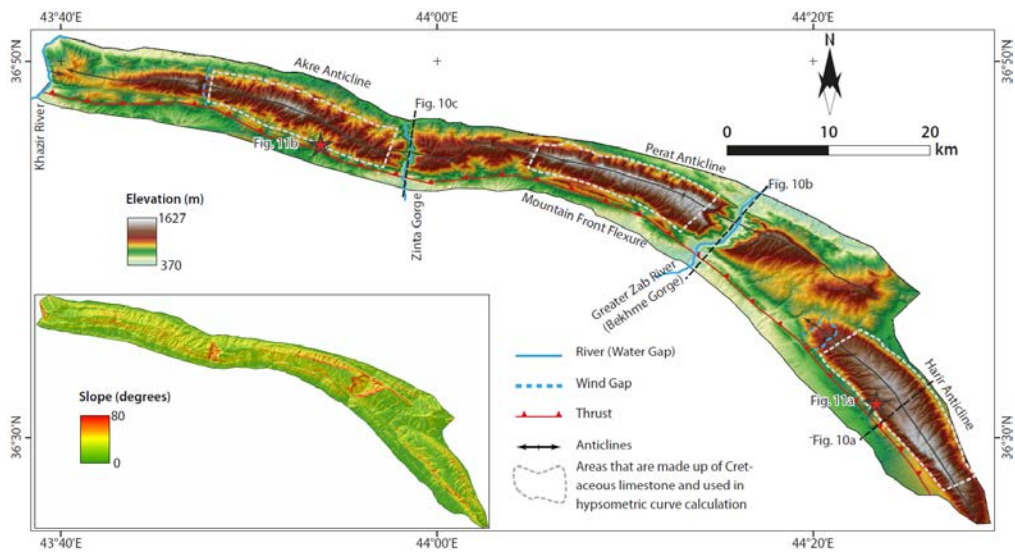 43°40'E
44°00'
44°20'
36°50'N
36°50'N
N
Akre Anticline
Fig. 10c
Khazir River
Fig. 11b
Perat Anticline
0 10 20
km
Fig. 10b
Elevation (m)
1627
370
Zinta Gorge
Mountain Front Flexure
Greater Zab River
(Bekhme Gorge)
River (Water Gap)
Wind Gap
Thrust
Anticlines
Areas that are made up of Cret-
aceous limestone and used in
hypsometric curve calculation
Harir Anticline
Fig. 11a
Fig. 10a
Slope (degrees)
80
0
36°30'N
36°30'N
43°40'E
44°00'
44°20'